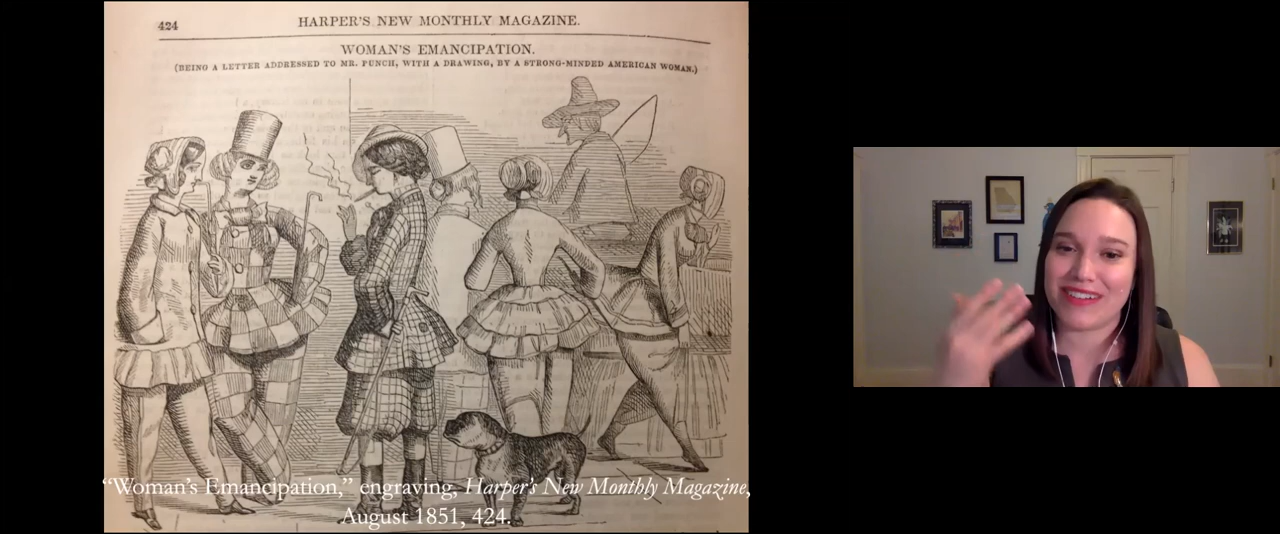 424
HARPER'S NEW MONTHLY MAGAZINE.
WOMAN'S EMANCIPATION.
(BEING A LETTER ADDRESSED TO MR. PUNCH, WITH A DRAWING, BY A STRONG-MINDED AMERICAN WOMAN.)
“Woman’s Emancipation,” engraving, Harper’s New Monthly Magazine,
August 1851, 424.